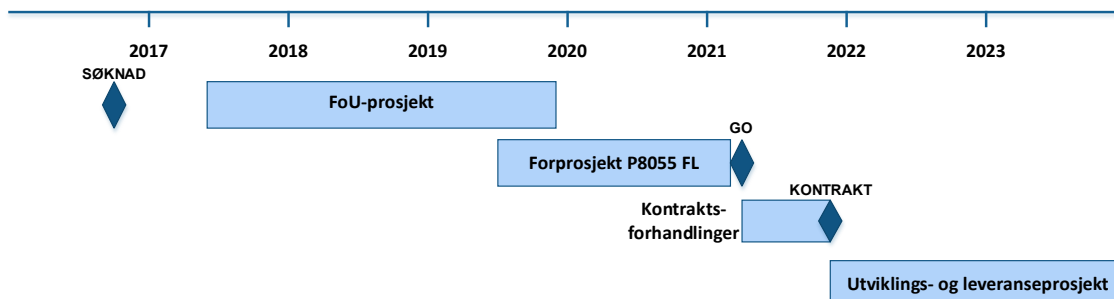 2017 2018 2019 2020 2021 2022 2023
SØKNAD
FoU-prosjekt
GO
Forprosjekt P8055 FL
KONTRAKT
Kontrakts-
forhandlinger
Utviklings- og leveranseprosjekt